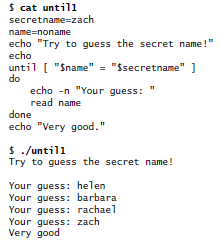 $ cat until1
secretname=zach
name=noname
echo "Try to guess the secret name!"
echo
until [ "$name" = "$secretname" ]
do
echo -n "Your guess: "
read name
done
echo "Very good."
$ ./until1
Try to guess the secret name!
Your guess: helen
Your guess: barbara
Your guess: rachael
Your guess: zach
Very good